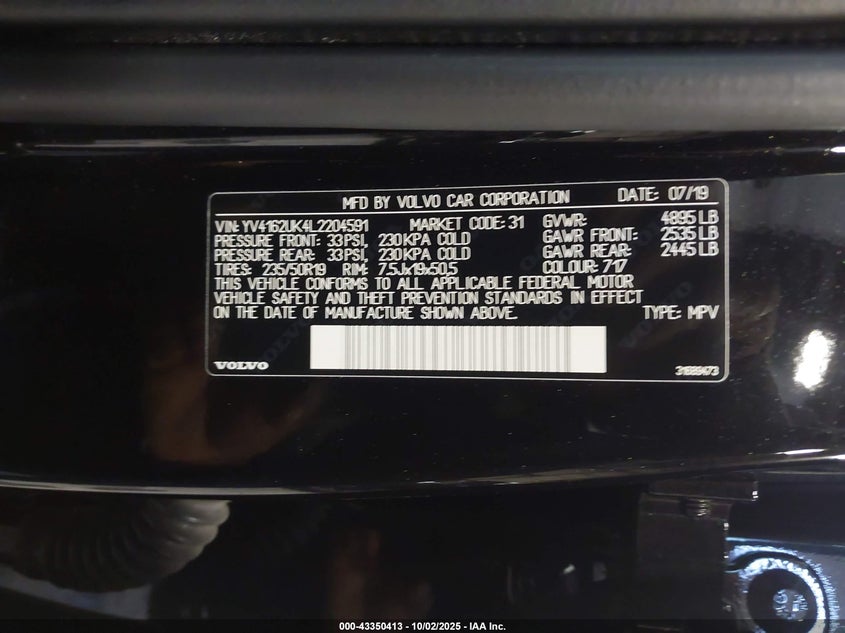 MFD BY VOLVO CAR CORPORATION DATE: 07/19
VIN: YV4162UK4L2204591 MARKET CODE: 31 GVWR: 4895 LB
PRESSURE FRONT: 33 PSI, 230 KPA COLD GAWR FRONT: 2535 LB
PRESSURE REAR: 33 PSI, 230 KPA COLD GAWR REAR: 2445 LB
TIRES: 235/50R19 RIM: 7.5Jx19x50,5 COLOUR: 717
THIS VEHICLE CONFORMS TO ALL APPLICABLE FEDERAL MOTOR
VEHICLE SAFETY AND THEFT PREVENTION STANDARDS IN EFFECT
ON THE DATE OF MANUFACTURE SHOWN ABOVE. TYPE: MPV
VOLVO
000-43350413 - 10/02/2025 - IAA Inc.